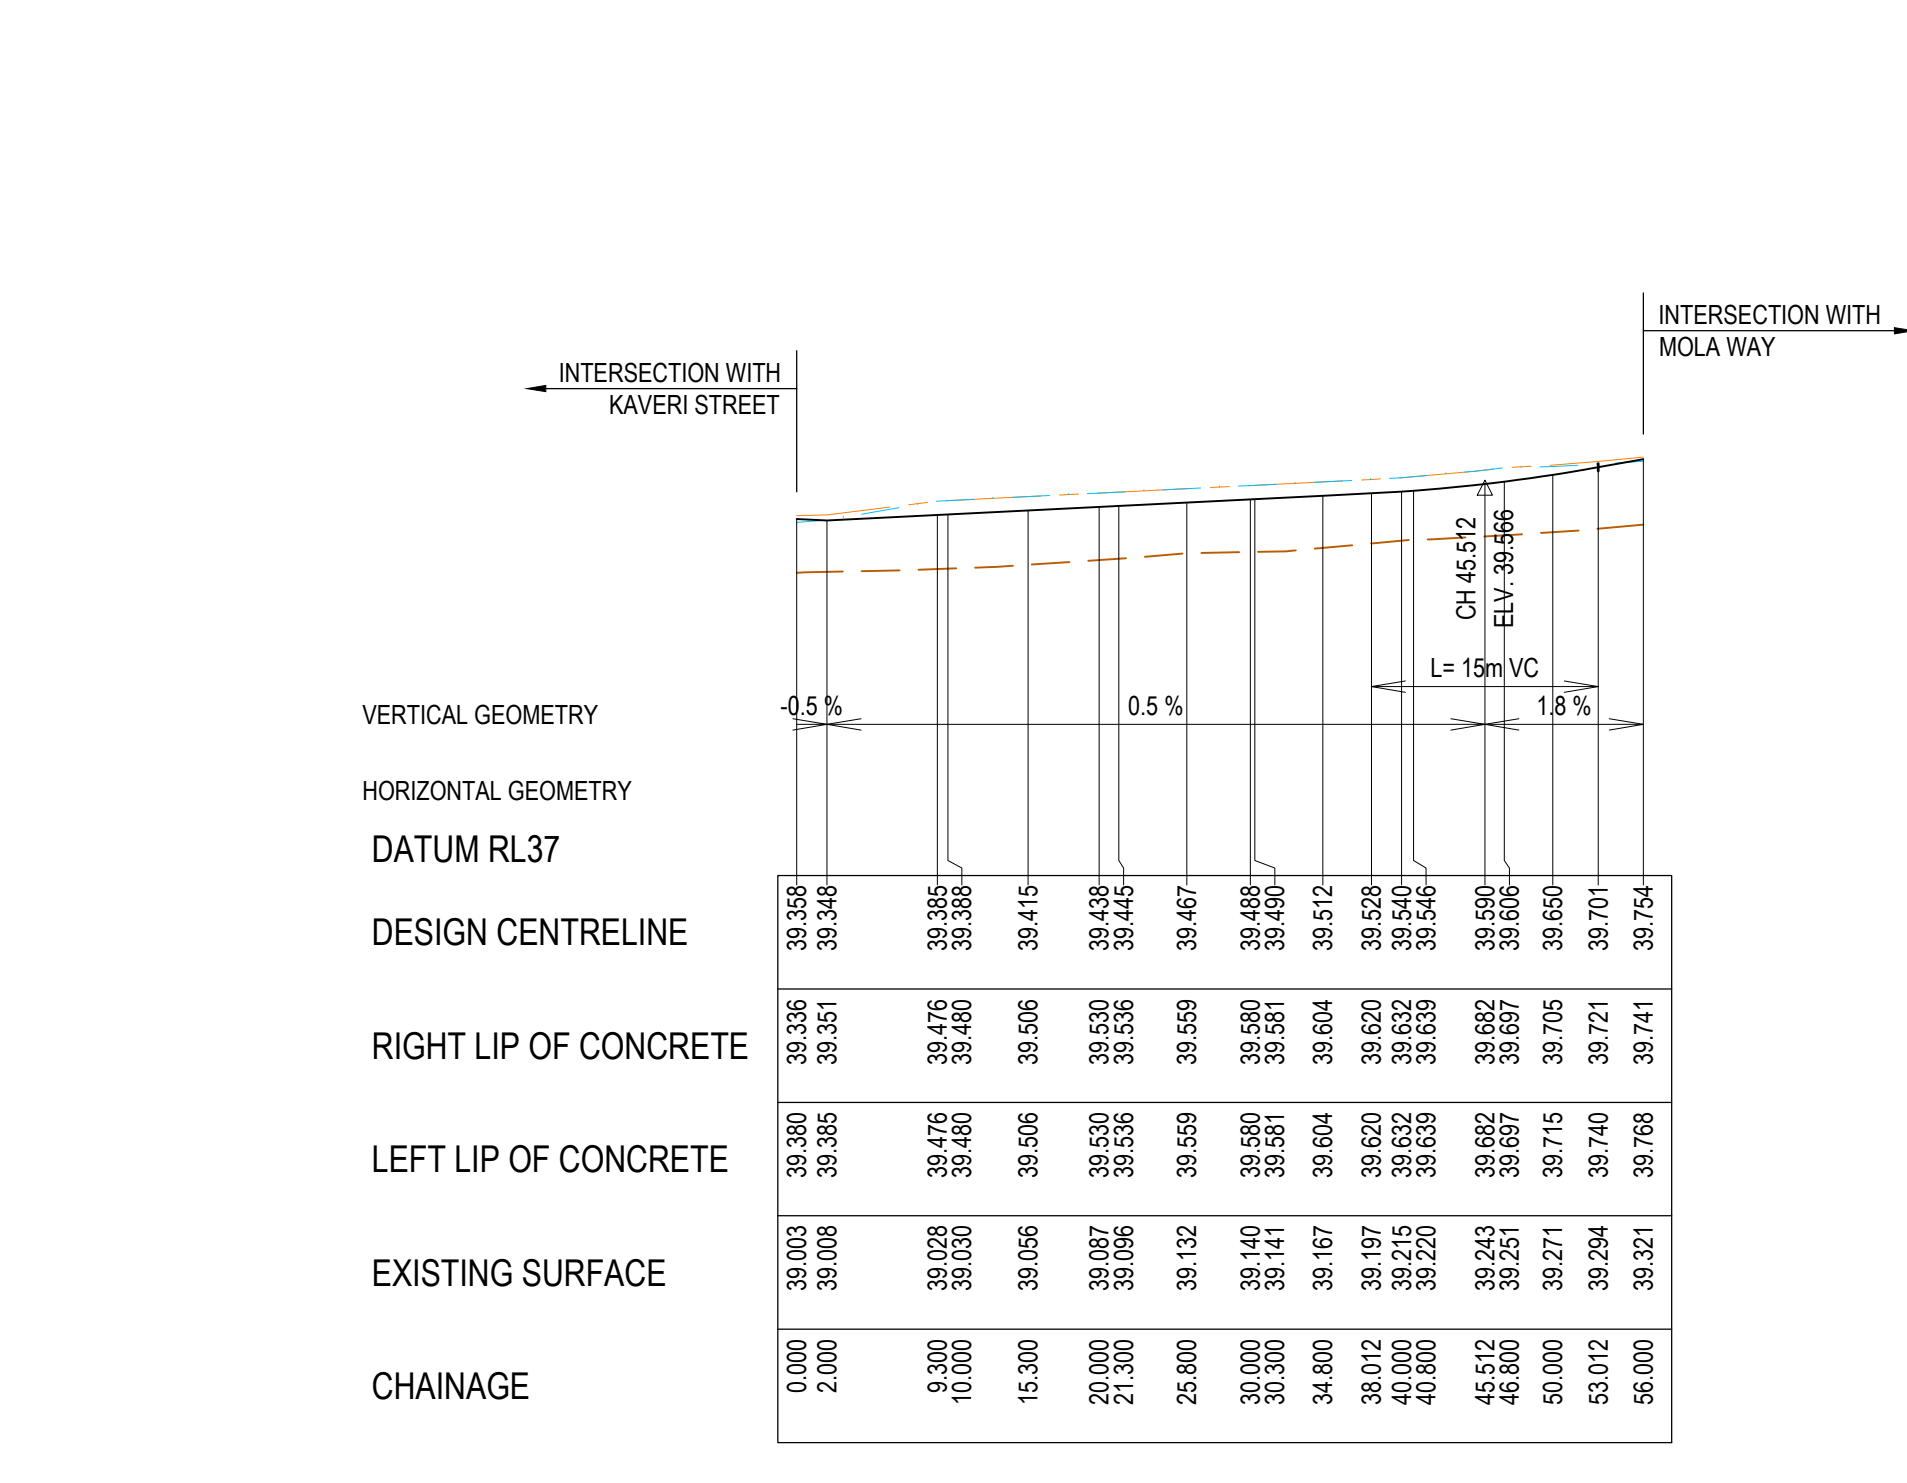 INTERSECTION WITH
MOLA WAY
INTERSECTION WITH
KAVERI STREET
CH 45.512
ELV. 39.566
L= 15m VC
VERTICAL GEOMETRY
-0.5 %
0.5 %
1.8 %
HORIZONTAL GEOMETRY
DATUM RL37
DESIGN CENTRELINE 39.358 39.348 39.385 39.388 39.415 39.438 39.445 39.467 39.488 39.490 39.512 39.528 39.540 39.546 39.590 39.606 39.650 39.701 39.754
RIGHT LIP OF CONCRETE 39.336 39.351 39.476 39.480 39.506 39.530 39.536 39.559 39.580 39.581 39.604 39.620 39.632 39.639 39.682 39.697 39.705 39.721 39.741
LEFT LIP OF CONCRETE 39.380 39.385 39.476 39.480 39.506 39.530 39.536 39.559 39.580 39.581 39.604 39.620 39.632 39.639 39.682 39.697 39.715 39.740 39.768
EXISTING SURFACE 39.003 39.008 39.028 39.030 39.056 39.087 39.096 39.132 39.140 39.141 39.167 39.197 39.215 39.220 39.243 39.251 39.271 39.294 39.321
CHAINAGE 0.000 2.000 9.300 10.000 15.300 20.000 21.300 25.800 30.000 30.300 34.800 38.012 40.000 40.800 45.512 46.800 50.000 53.012 56.000